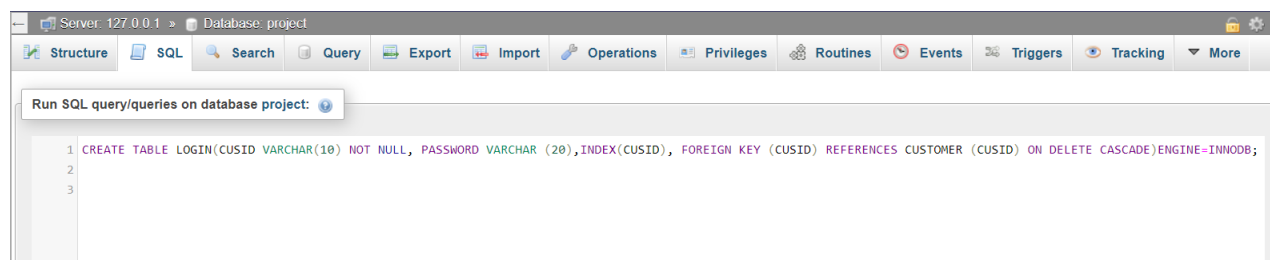 Server: 127.0.0.1 » Database: project
Structure SQL Search Query Export Import Operations Privileges Routines Events Triggers Tracking More
Run SQL query/queries on database project:
1 CREATE TABLE LOGIN(CUSID VARCHAR(10) NOT NULL, PASSWORD VARCHAR (20),INDEX(CUSID), FOREIGN KEY (CUSID) REFERENCES CUSTOMER (CUSID) ON DELETE CASCADE)ENGINE=INNODB;
2
3